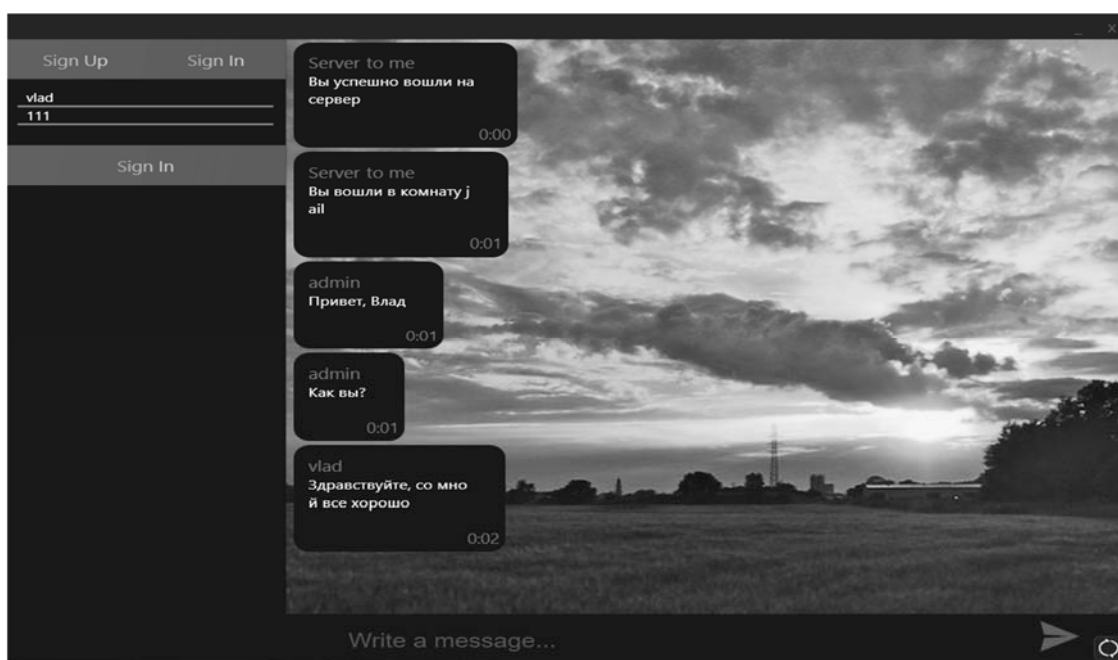 _ x
Sign Up Sign In
vlad
111
Sign In
Server to me
Вы успешно вошли на
сервер
0:00
Server to me
Вы вошли в комнату j
ail
0:01
admin
Привет, Влад
0:01
admin
Как вы?
0:01
vlad
Здравствуйте, со мно
й все хорошо
0:02
Write a message...